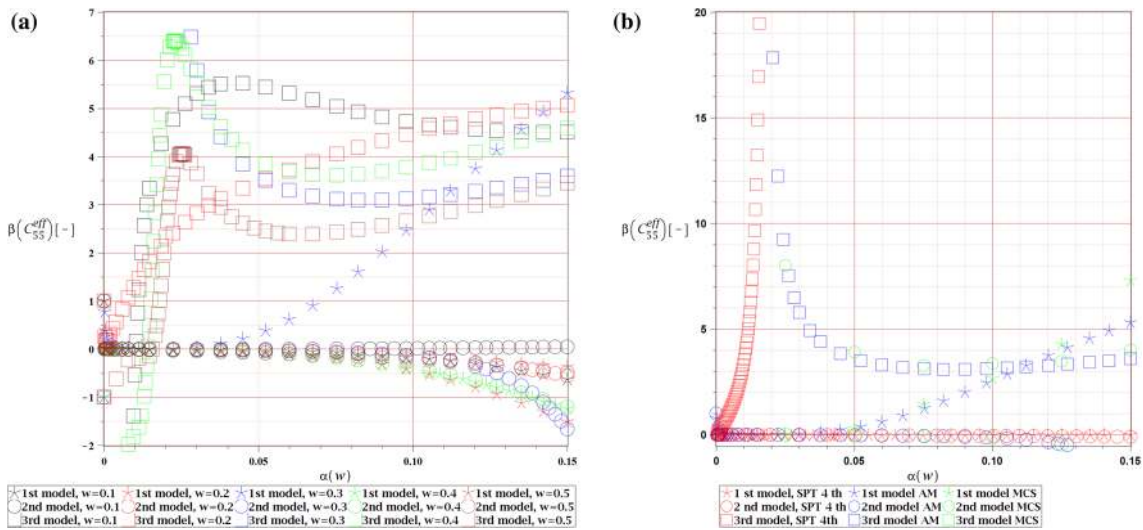 (a)
7
6
5
4
3
2
1
0
-1
-2
β(C_55^eff)[-]
0 0.05 0.10 0.15
α(w)
1st model, w=0.1 1st model, w=0.2 1st model, w=0.3 1st model, w=0.4 1st model, w=0.5
2nd model, w=0.1 2nd model, w=0.2 2nd model, w=0.3 2nd model, w=0.4 2nd model, w=0.5
3rd model, w=0.1 3rd model, w=0.2 3rd model, w=0.3 3rd model, w=0.4 3rd model, w=0.5
(b)
20
15
10
5
0
β(C_55^eff)[-]
0 0.05 0.10 0.15
α(w)
1 st model, SPT 4 th 1st model AM 1st model MCS
2 nd model, SPT 4 th 2nd model AM 2nd model MCS
3rd model, SPT 4th 3rd model AM 3rd model MCS